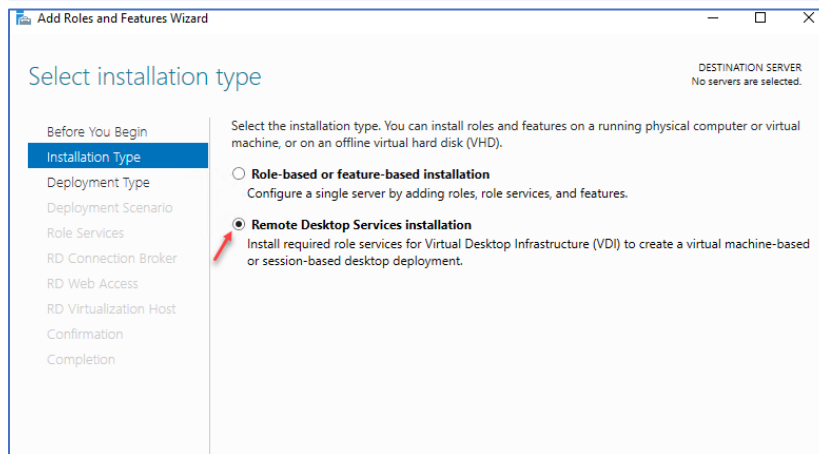 Add Roles and Features Wizard
Select installation type
DESTINATION SERVER
No servers are selected.
Before You Begin
Installation Type
Deployment Type
Deployment Scenario
Role Services
RD Connection Broker
RD Web Access
RD Virtualization Host
Confirmation
Completion
Select the installation type. You can install roles and features on a running physical computer or virtual
machine, or on an offline virtual hard disk (VHD).
Role-based or feature-based installation
Configure a single server by adding roles, role services, and features.
Remote Desktop Services installation
Install required role services for Virtual Desktop Infrastructure (VDI) to create a virtual machine-based
or session-based desktop deployment.